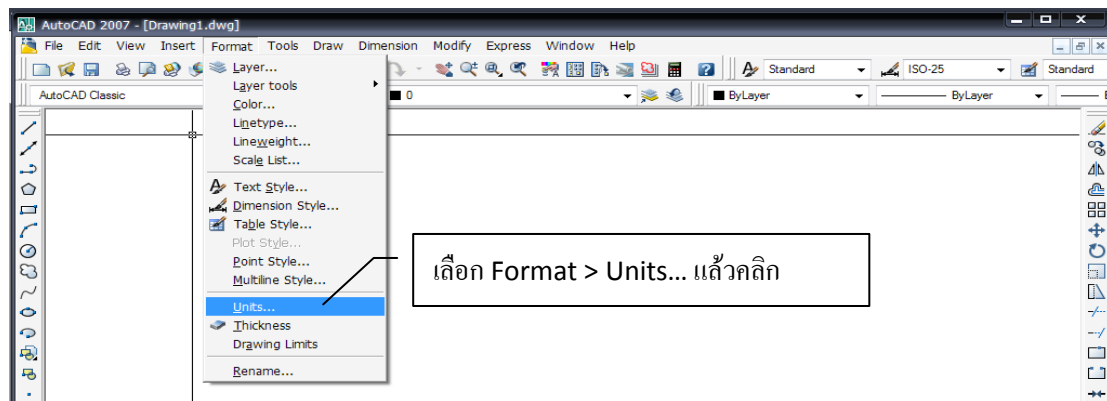 AutoCAD 2007 - [Drawing1.dwg]
File Edit View Insert Format Tools Draw Dimension Modify Express Window Help
Standard ISO-25 Standard
AutoCAD Classic 0 ByLayer ByLayer
Layer...
Layer tools
Color...
Linetype...
Lineweight...
Scale List...
Text Style...
Dimension Style...
Table Style...
Plot Style...
Point Style...
Multiline Style...
เลือก Format > Units... แล้วคลิก
Units...
Thickness
Drawing Limits
Rename...